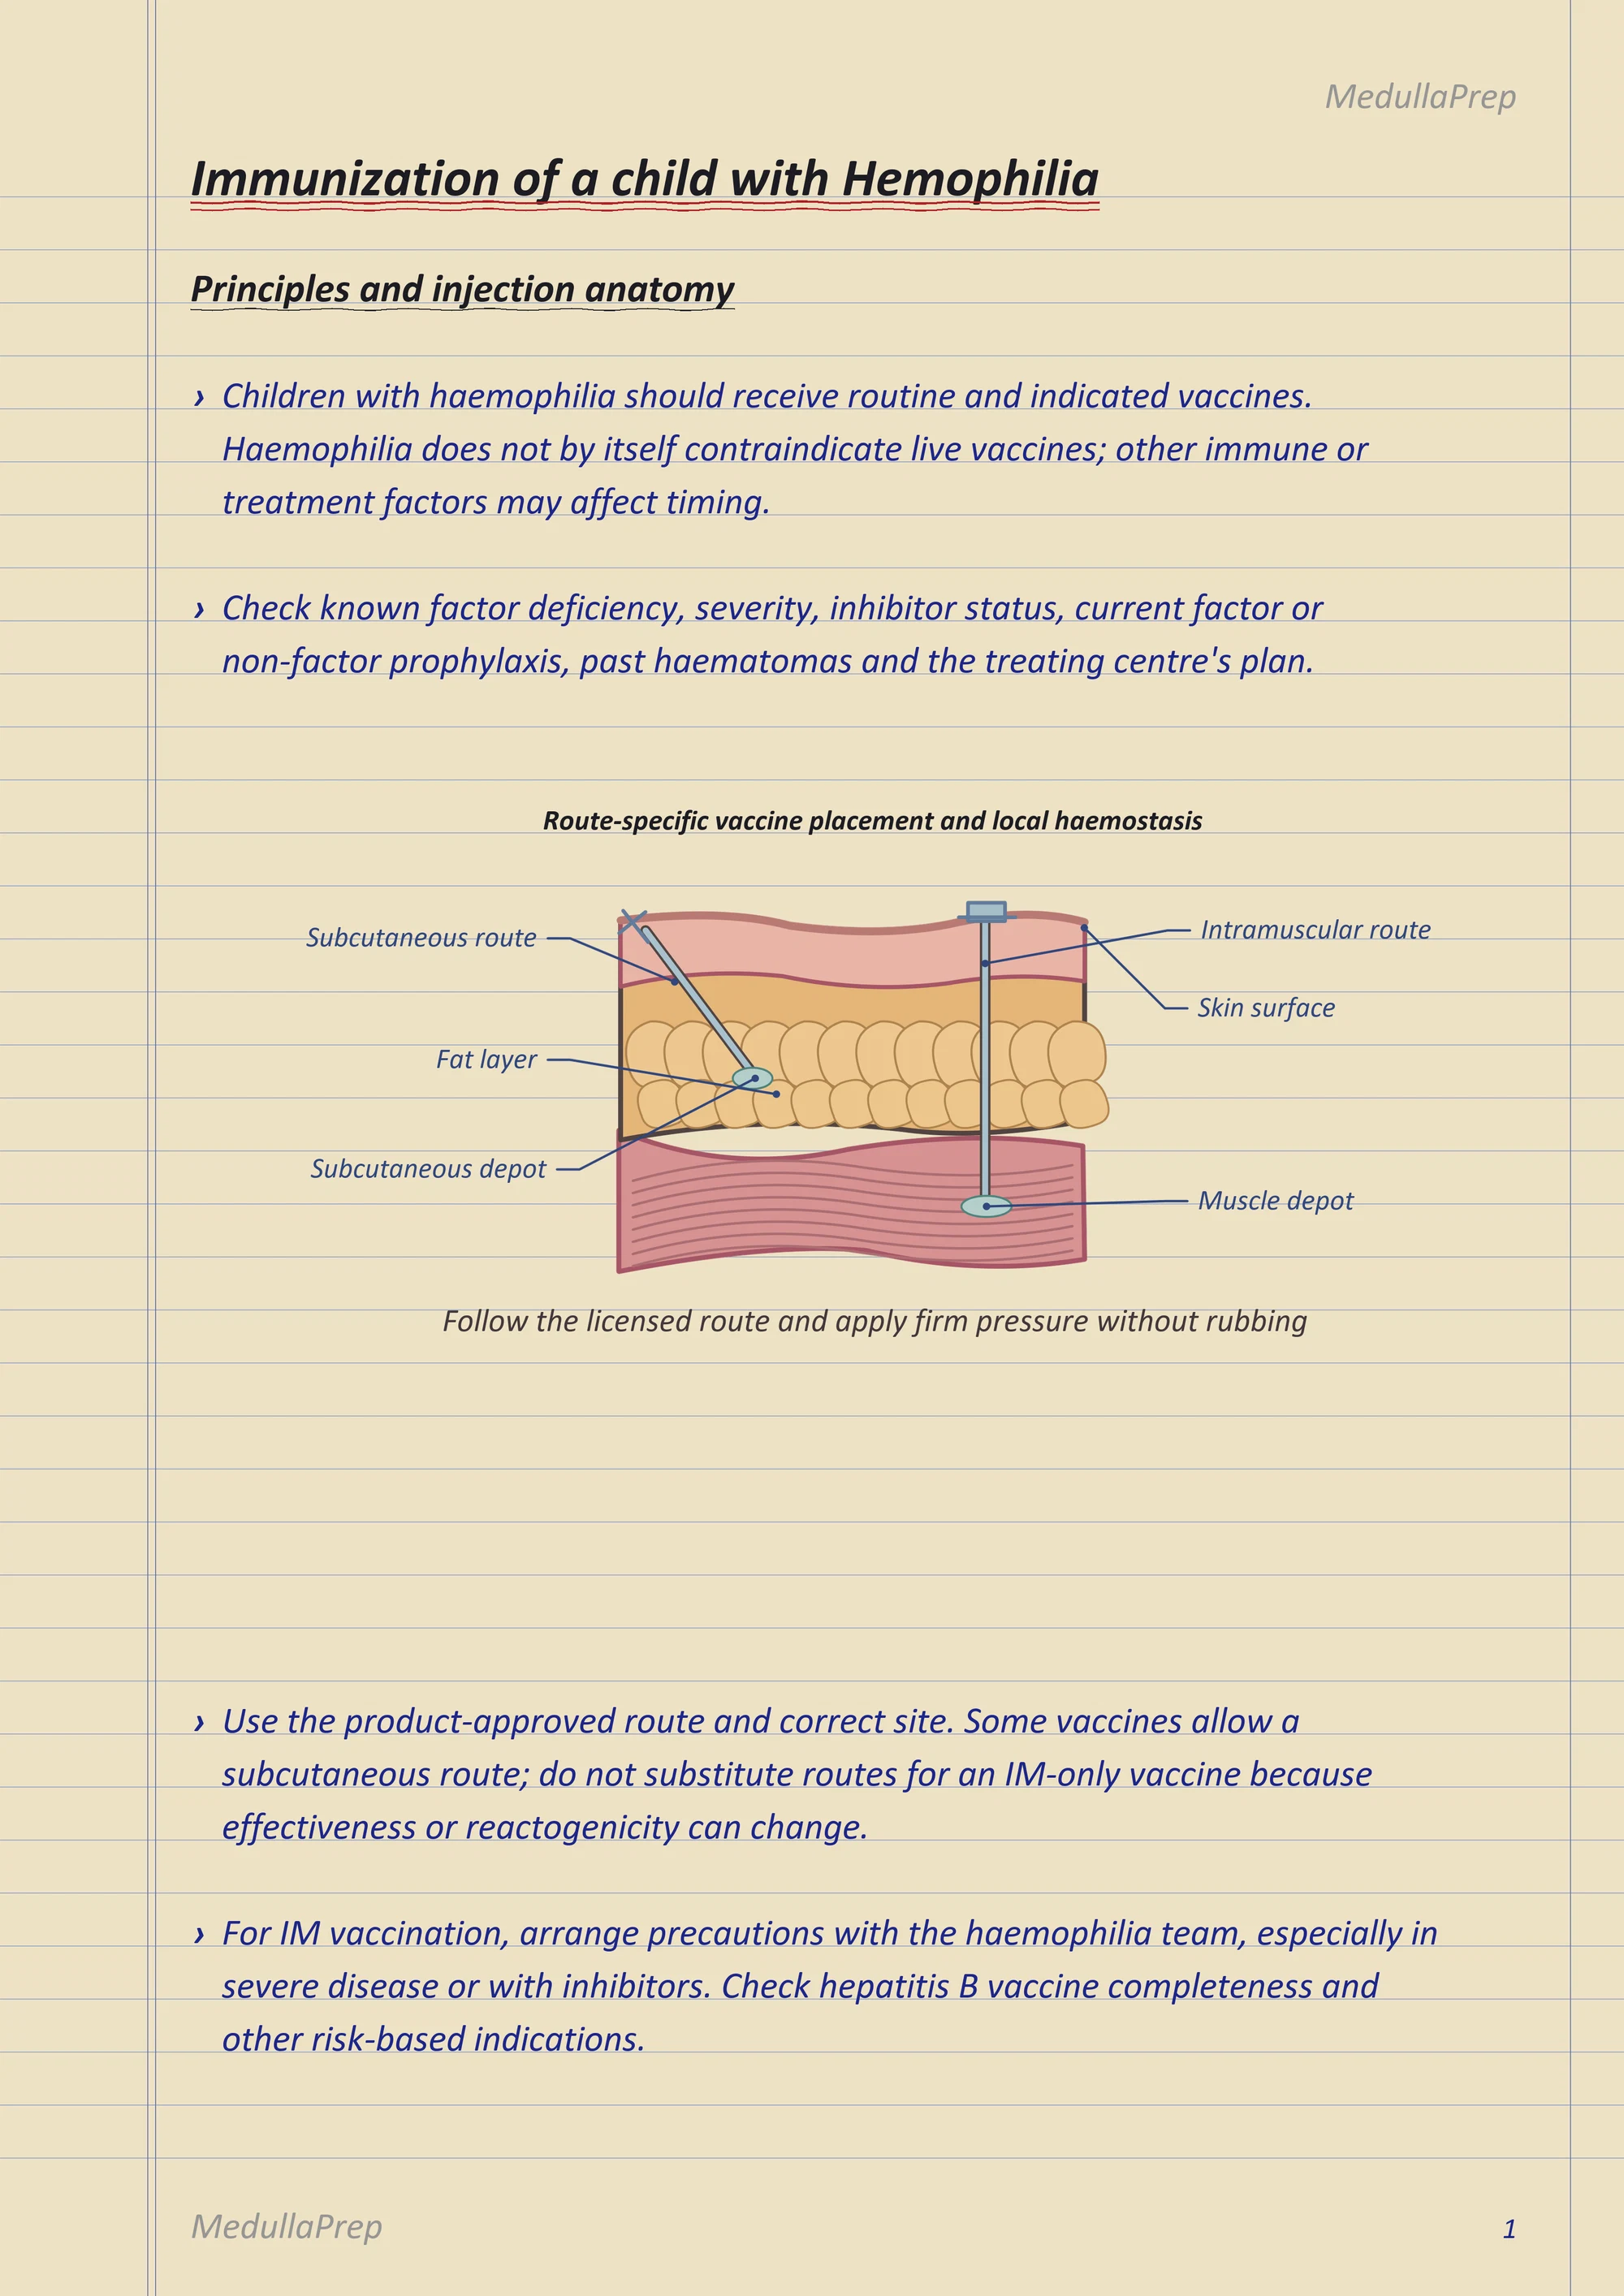 MedullaPrep
Immunization of a child with Hemophilia
Principles and injection anatomy
› Children with haemophilia should receive routine and indicated vaccines.
Haemophilia does not by itself contraindicate live vaccines; other immune or
treatment factors may affect timing.
› Check known factor deficiency, severity, inhibitor status, current factor or
non-factor prophylaxis, past haematomas and the treating centre's plan.
Route-specific vaccine placement and local haemostasis
Subcutaneous route
Intramuscular route
Skin surface
Fat layer
Subcutaneous depot
Muscle depot
Follow the licensed route and apply firm pressure without rubbing
› Use the product-approved route and correct site. Some vaccines allow a
subcutaneous route; do not substitute routes for an IM-only vaccine because
effectiveness or reactogenicity can change.
› For IM vaccination, arrange precautions with the haemophilia team, especially in
severe disease or with inhibitors. Check hepatitis B vaccine completeness and
other risk-based indications.
MedullaPrep
1